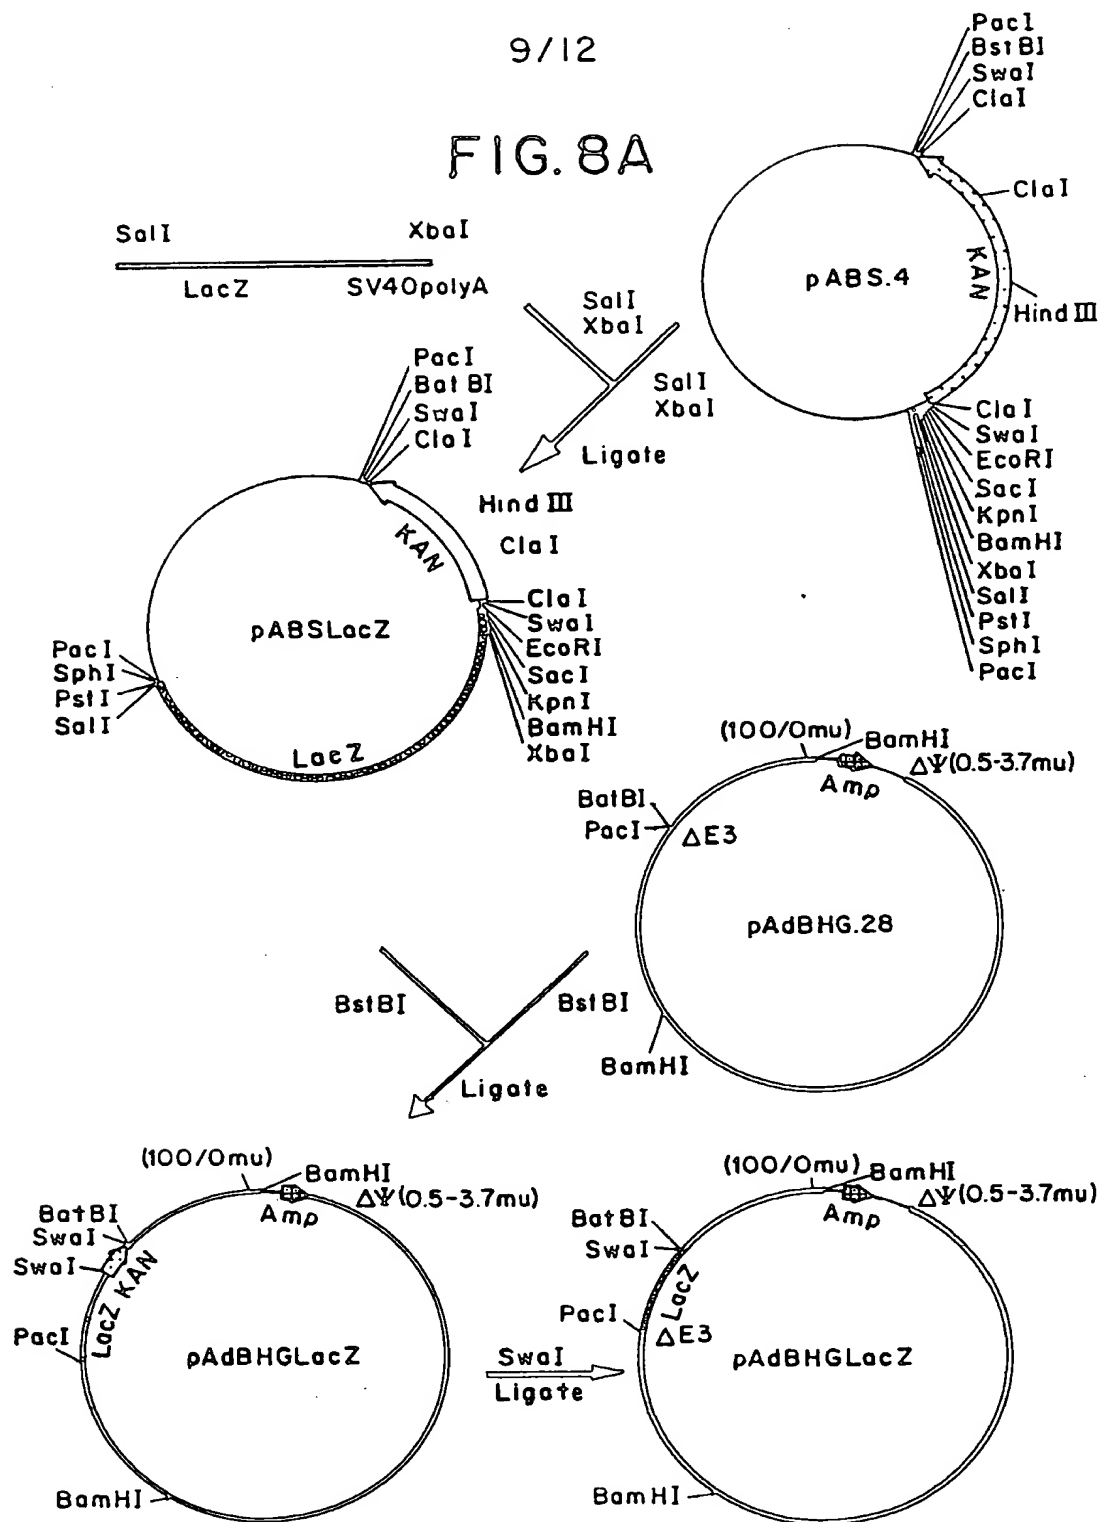 9/12
FIG. 8A
SalI
XbaI
LacZ
SV40polyA
PacI
BstBI
SwaI
ClaI
ClaI
KAN
pABS.4
Hind III
SalI
XbaI
SalI
XbaI
Ligate
ClaI
SwaI
EcoRI
SacI
KpnI
BamHI
XbaI
SalI
PstI
SphI
PacI
PacI
BatBI
SwaI
ClaI
Hind III
KAN
ClaI
pABSLacZ
ClaI
SwaI
EcoRI
SacI
KpnI
BamHI
XbaI
PacI
SphI
PstI
SalI
LacZ
(100/0mu)
BamHI
ΔΨ(0.5-3.7mu)
Amp
BatBI
PacI
ΔE3
pAdBHG.28
BamHI
BstBI
BstBI
Ligate
(100/0mu)
BamHI
ΔΨ(0.5-3.7mu)
Amp
BatBI
SwaI
SwaI
KAN
LacZ
PacI
pAdBHGLacZ
BamHI
SwaI
Ligate
(100/0mu)
BamHI
ΔΨ(0.5-3.7mu)
Amp
BatBI
SwaI
LacZ
PacI
ΔE3
pAdBHGLacZ
BamHI